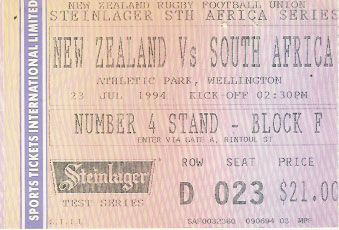 NEW ZEALAND RUGBY FOOTBALL UNION
STEINLAGER STH AFRICA SERIES
NEW ZEALAND Vs SOUTH AFRICA
ATHLETIC PARK, WELLINGTON
23 JUL 1994 KICK-OFF 02:30PM
NUMBER 4 STAND - BLOCK F
ENTER VIA GATE A, RINTOUL ST
ROW SEAT PRICE
D 023 $21.00
Steinlager
TEST SERIES
SPORTS TICKETS INTERNATIONAL LIMITED